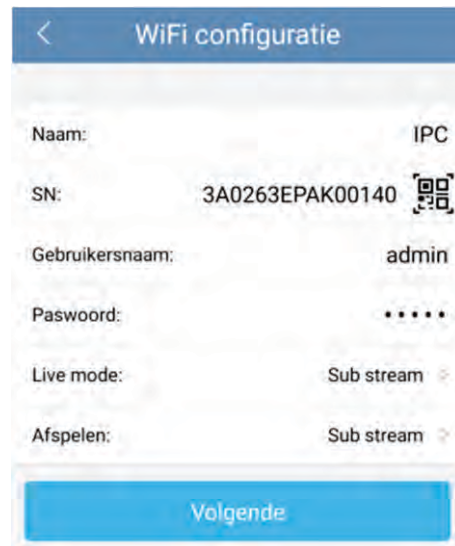 WiFi configuratie
Naam: IPC
SN: 3A0263EPAK00140
Gebruikersnaam: admin
Paswoord: •••••
Live mode: Sub stream
Afspelen: Sub stream
Volgende